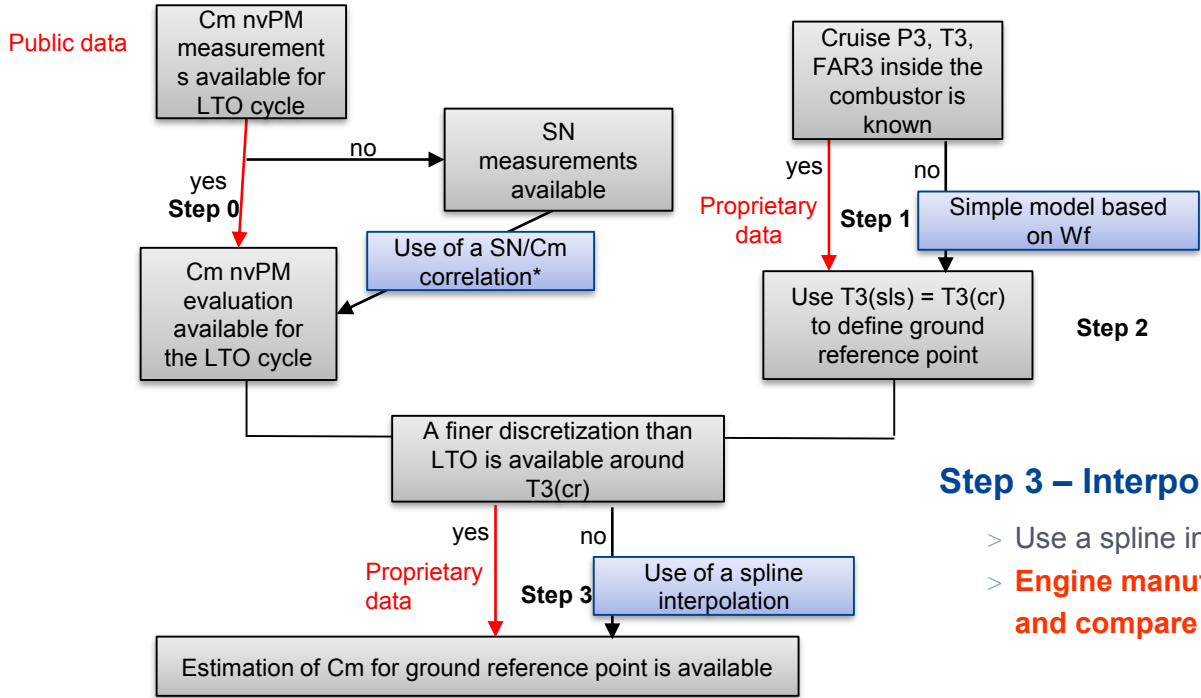 Public data
Cm nvPM
measurement
s available for
LTO cycle
no
yes
Step 0
SN
measurements
available
Use of a SN/Cm
correlation*
Cm nvPM
evaluation
available for
the LTO cycle
Cruise P3, T3,
FAR3 inside the
combustor is
known
yes
no
Proprietary
data
Step 1
Simple model based
on Wf
Use T3(sls) = T3(cr)
to define ground
reference point
Step 2
A finer discretization than
LTO is available around
T3(cr)
yes
no
Proprietary
data
Step 3
Use of a spline
interpolation
Estimation of Cm for ground reference point is available
Step 3 – Interpo
> Use a spline in
> Engine manu
and compare